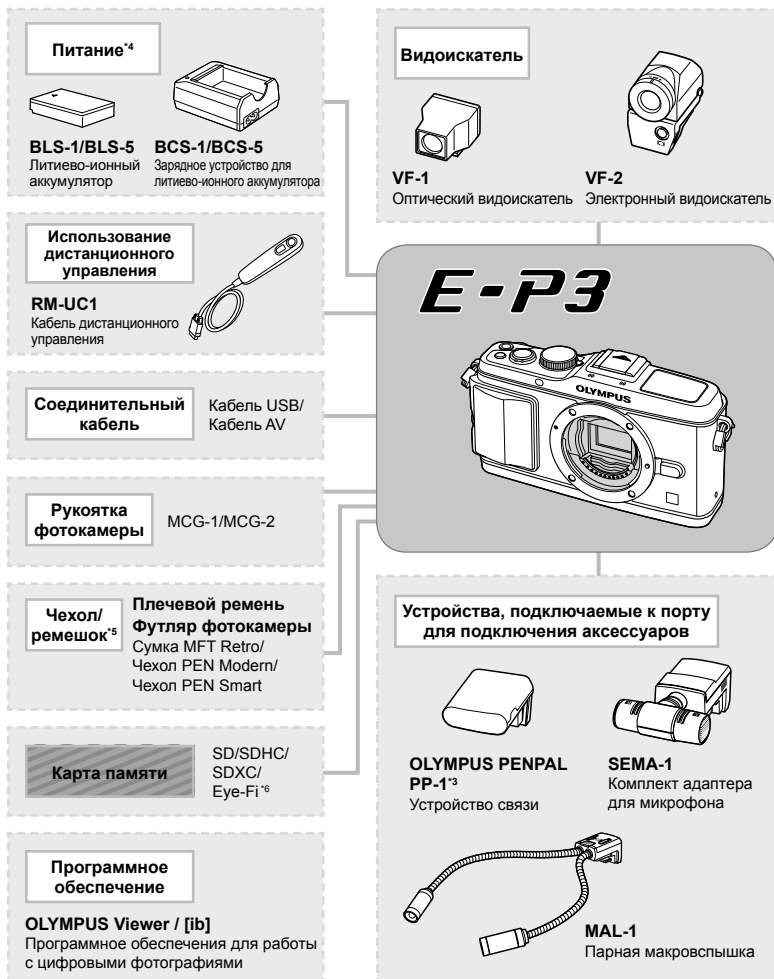 Питание*4
BLS-1/BLS-5
Литиево-ионный
аккумулятор
BCS-1/BCS-5
Зарядное устройство для
литиево-ионного аккумулятора
Использование
дистанционного
управления
RM-UC1
Кабель дистанционного
управления
Соединительный
кабель
Кабель USB/
Кабель AV
Рукоятка
фотокамеры
MCG-1/MCG-2
Чехол/
ремешок*5
Плечевой ремень
Футляр фотокамеры
Сумка MFT Retro/
Чехол PEN Modern/
Чехол PEN Smart
Карта памяти
SD/SDHC/
SDXC/
Eye-Fi*6
Программное
обеспечение
OLYMPUS Viewer / [ib]
Программное обеспечения для работы
с цифровыми фотографиями
Видоискатель
VF-1
Оптический видоискатель
VF-2
Электронный видоискатель
E-P3
OLYMPUS
Устройства, подключаемые к порту
для подключения аксессуаров
OLYMPUS PENPAL
PP-1*3
Устройство связи
SEMA-1
Комплект адаптера
для микрофона
MAL-1
Парная макровспышка